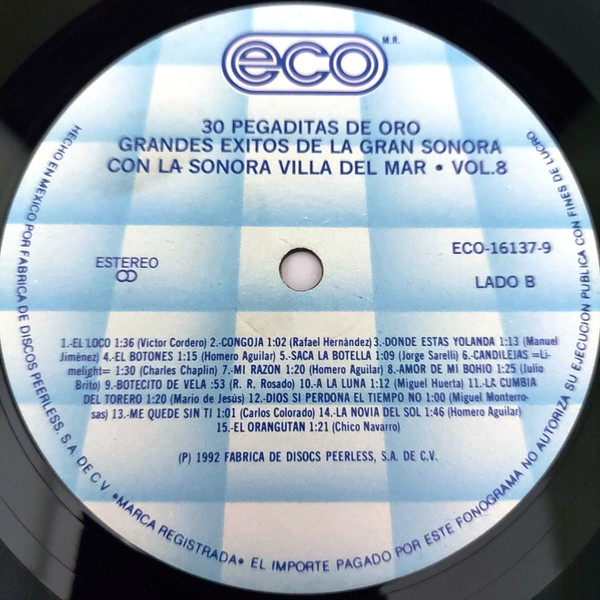 eco
M.R.
30 PEGADITAS DE ORO
GRANDES EXITOS DE LA GRAN SONORA
CON LA SONORA VILLA DEL MAR • VOL.8
ESTEREO
ECO-16137-9
LADO B
1.-EL LOCO 1:36 (Victor Cordero) 2.-CONGOJA 1:02 (Rafael Hernández) 3.-DONDE ESTAS YOLANDA 1:13 (Manuel
Jiménez) 4.-EL BOTONES 1:15 (Homero Aguilar) 5.-SACA LA BOTELLA 1:09 (Jorge Sarelli) 6.-CANDILEJAS =Li-
melight= 1:30 (Charles Chaplin) 7.-MI RAZON 1:20 (Homero Aguilar) 8.-AMOR DE MI BOHIO 1:25 (Julio
Brito) 9.-BOTECITO DE VELA :53 (R. R. Rosado) 10.-A LA LUNA 1:12 (Miguel Huerta) 11.-LA CUMBIA
DEL TORERO 1:20 (Mario de Jesús) 12.-DIOS SI PERDONA EL TIEMPO NO 1:00 (Miguel Monterro-
sas) 13.-ME QUEDE SIN TI 1:01 (Carlos Colorado) 14.-LA NOVIA DEL SOL 1:46 (Homero Aguilar)
15.-EL ORANGUTAN 1:21 (Chico Navarro)
(P) 1992 FABRICA DE DISOCS PEERLESS, S.A. DE C.V.
HECHO EN MEXICO POR FABRICA DE DISCOS PEERLESS, S.A. DE C.V. •MARCA REGISTRADA• EL IMPORTE PAGADO POR ESTE FONOGRAMA NO AUTORIZA SU EJECUCION PUBLICA CON FINES DE LUCRO